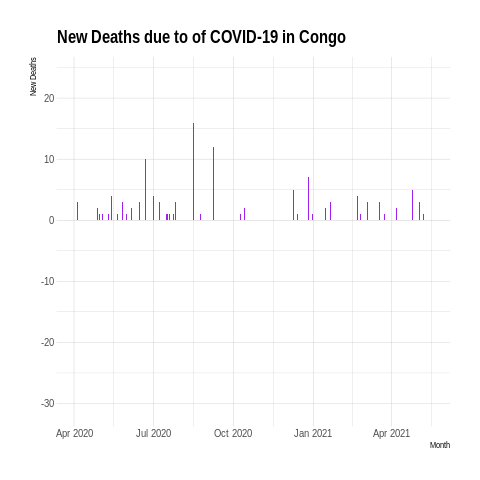 New Deaths due to of COVID-19 in Congo
New Deaths
20
10
0
-10
-20
-30
Apr 2020 Jul 2020 Oct 2020 Jan 2021 Apr 2021
Month